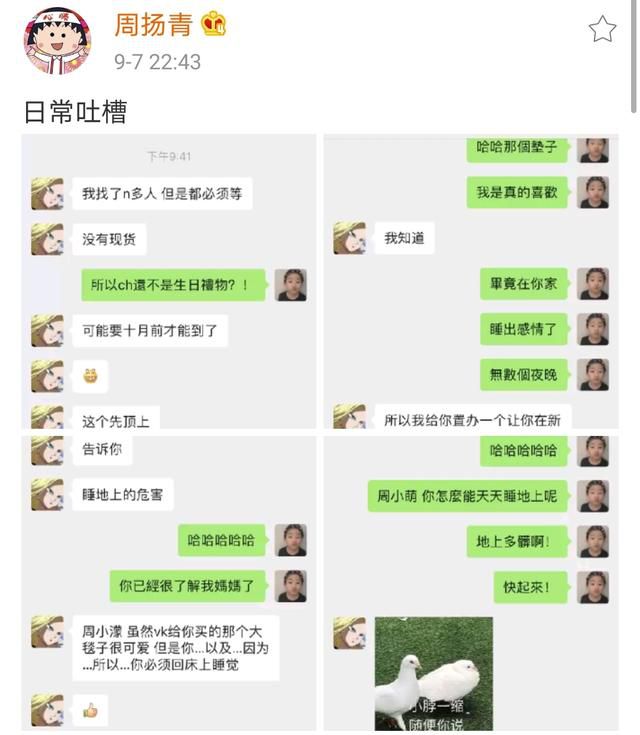 周扬青
9-7 22:43
日常吐槽
下午9:41
我找了n多人 但是都必须等
没有现货
所以ch還不是生日禮物？！
可能要十月前才能到了
这个先顶上
哈哈那個墊子
我是真的喜歡
我知道
畢竟在你家
睡出感情了
無數個夜晚
所以我给你置办一个让你在新
告诉你
睡地上的危害
哈哈哈哈哈
你已經很了解我媽媽了
周小濛 虽然vk给你买的那个大
毯子很可爱 但是你...以及...因为
...所以...你必须回床上睡觉
哈哈哈哈哈
周小萌 你怎麼能天天睡地上呢
地上多髒啊！
快起來！
小脖一缩
随便你说